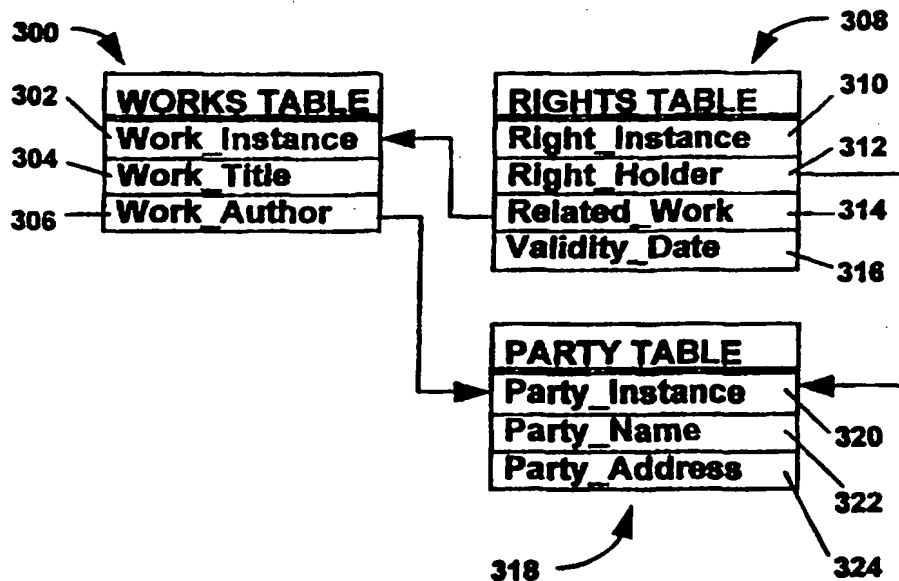 300
308
302
WORKS TABLE
RIGHTS TABLE
310
Work_Instance
Right_Instance
304
Work_Title
Right_Holder
312
306
Work_Author
Related_Work
314
Validity_Date
316
PARTY TABLE
Party_Instance
320
Party_Name
322
Party_Address
324
318